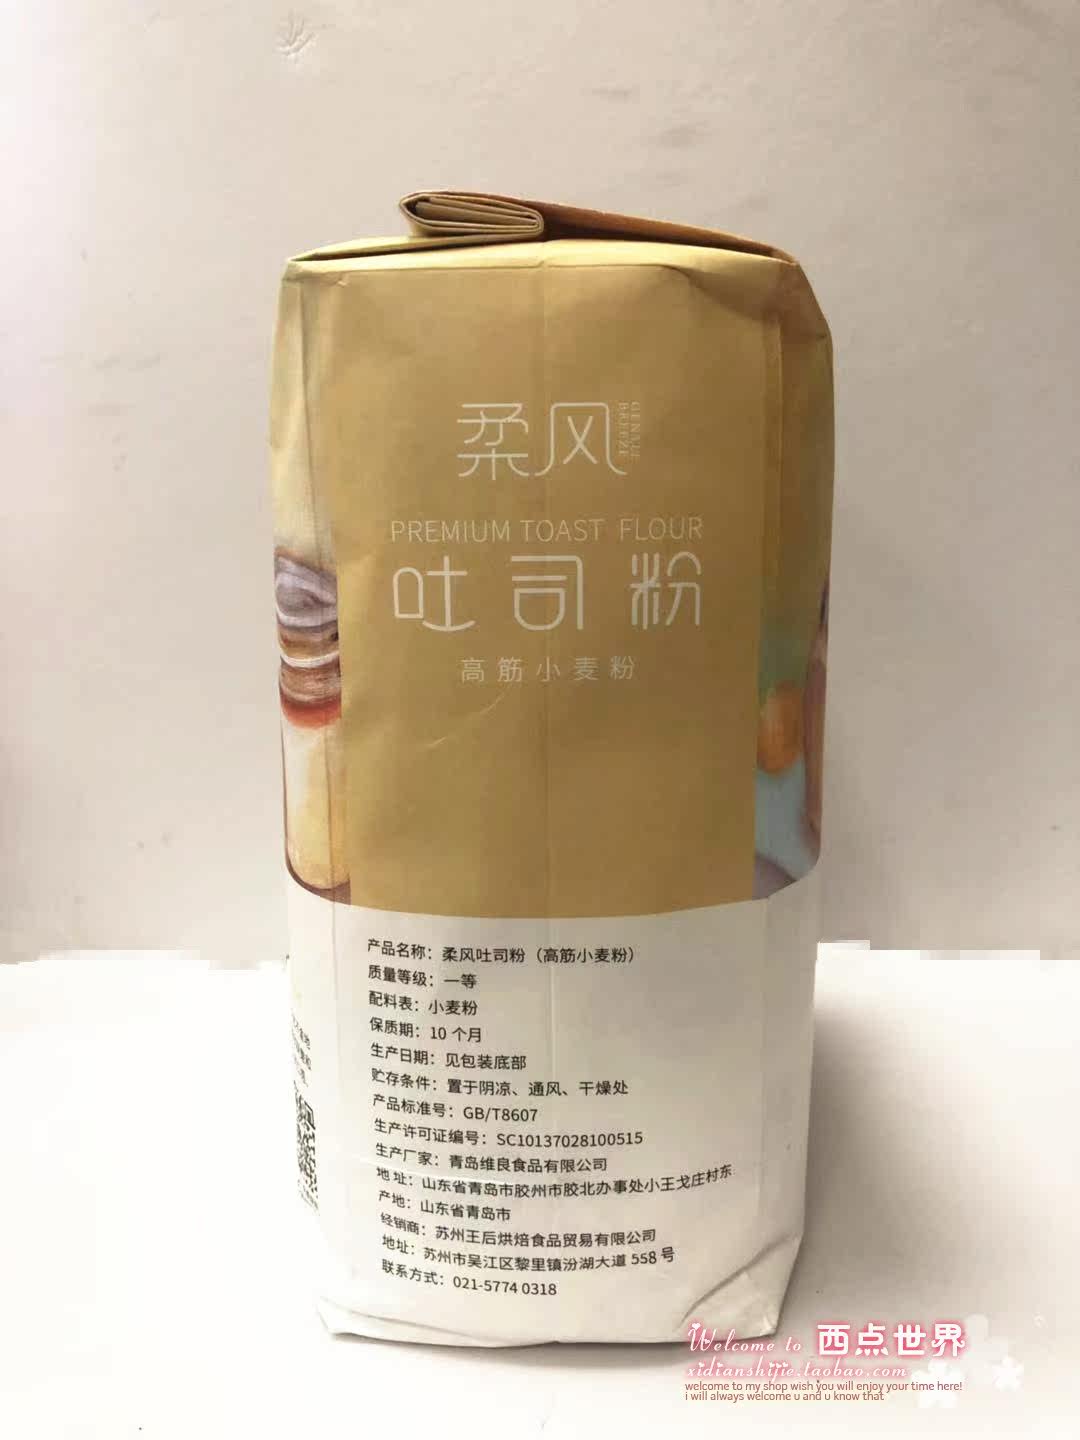 柔风
GENTLE
BREEZE
PREMIUM TOAST FLOUR
吐司粉
高筋小麦粉
产品名称：柔风吐司粉（高筋小麦粉）
质量等级：一等
配料表：小麦粉
保质期：10 个月
生产日期：见包装底部
贮存条件：置于阴凉、通风、干燥处
产品标准号：GB/T8607
生产许可证编号：SC10137028100515
生产厂家：青岛维良食品有限公司
地 址：山东省青岛市胶州市胶北办事处小王戈庄村东
产地：山东省青岛市
经销商：苏州王后烘焙食品贸易有限公司
地址：苏州市吴江区黎里镇汾湖大道 558 号
联系方式：021-5774 0318
Welcome to 西点世界
xidianshijie.taobao.com
welcome to my shop wish you will enjoy your time here!
i will always welcome u and u know that